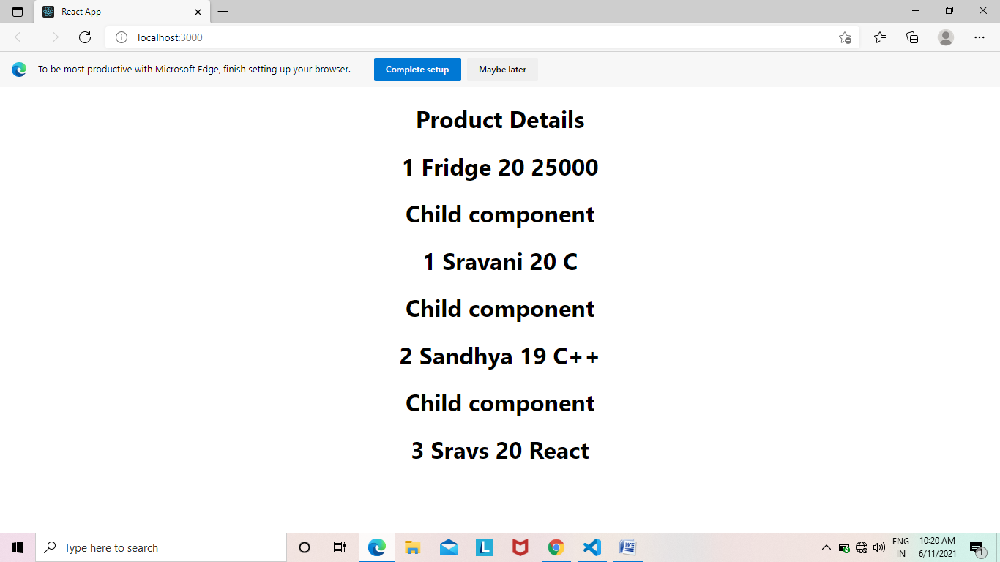 React App
localhost:3000
To be most productive with Microsoft Edge, finish setting up your browser.
Complete setup
Maybe later
Product Details
1 Fridge 20 25000
Child component
1 Sravani 20 C
Child component
2 Sandhya 19 C++
Child component
3 Sravs 20 React
Type here to search
L
W
ENG
IN
10:20 AM
6/11/2021
1